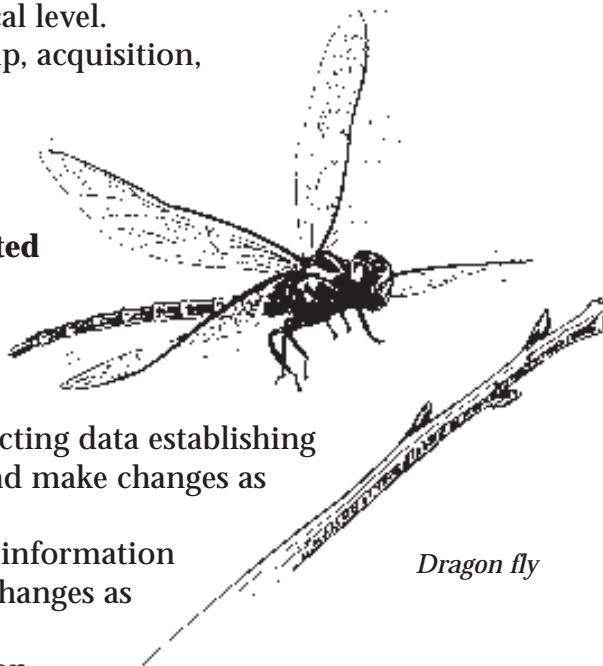 cal level.
p, acquisition,
ted
cting data establishing
nd make changes as
information
hanges as
Dragon fly